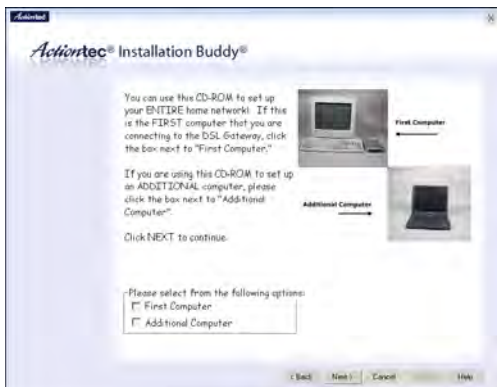 Actiontec
Actiontec® Installation Buddy®
You can use this CD-ROM to set up
your ENTIRE home network! If this
is the FIRST computer that you are
connecting to the DSL Gateway, click
the box next to "First Computer."
First Computer
If you are using this CD-ROM to set up
an ADDITIONAL computer, please
click the box next to "Additional
Computer".
Additional Computer
Click NEXT to continue.
Please select from the following options:
First Computer
Additional Computer
< Back Next > Cancel Help